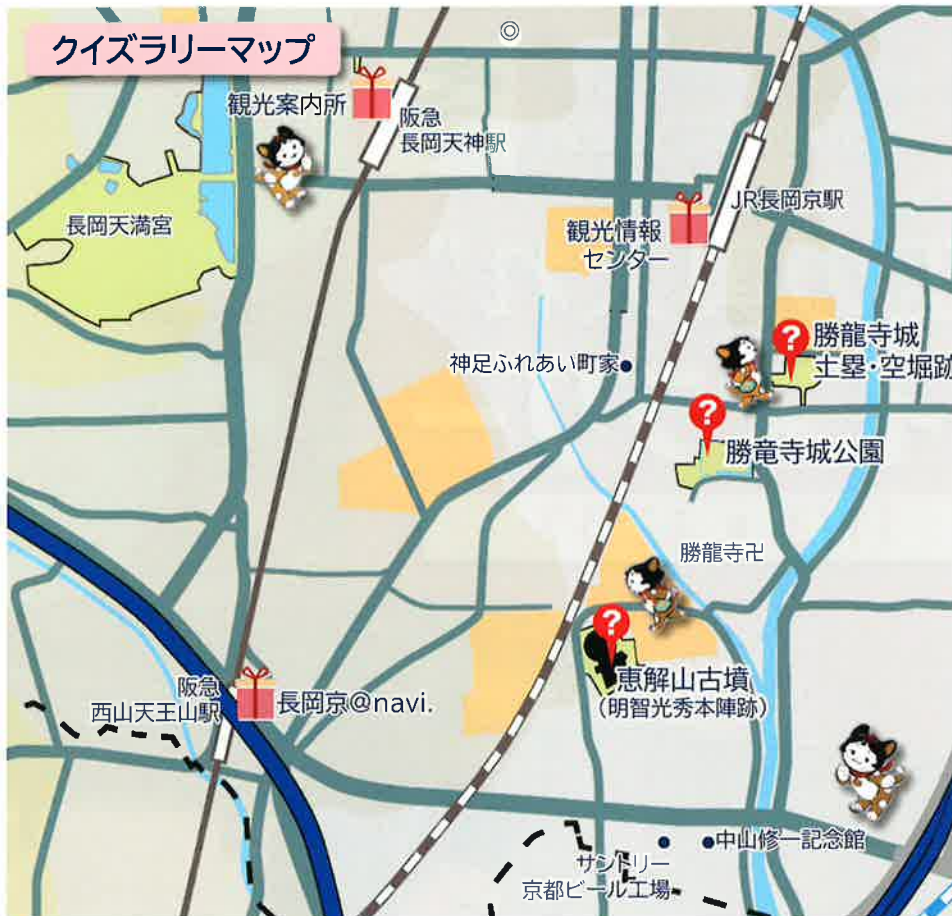 クイズラリーマップ
観光案内所
阪急
長岡天神駅
長岡天満宮
JR長岡京駅
観光情報
センター
?
勝龍寺城
土塁・空堀跡
神足ふれあい町家
?
勝竜寺城公園
勝龍寺卍
?
恵解山古墳
(明智光秀本陣跡)
阪急
西山天王山駅
長岡京@navi.
中山修一記念館
サントリー
京都ビール工場